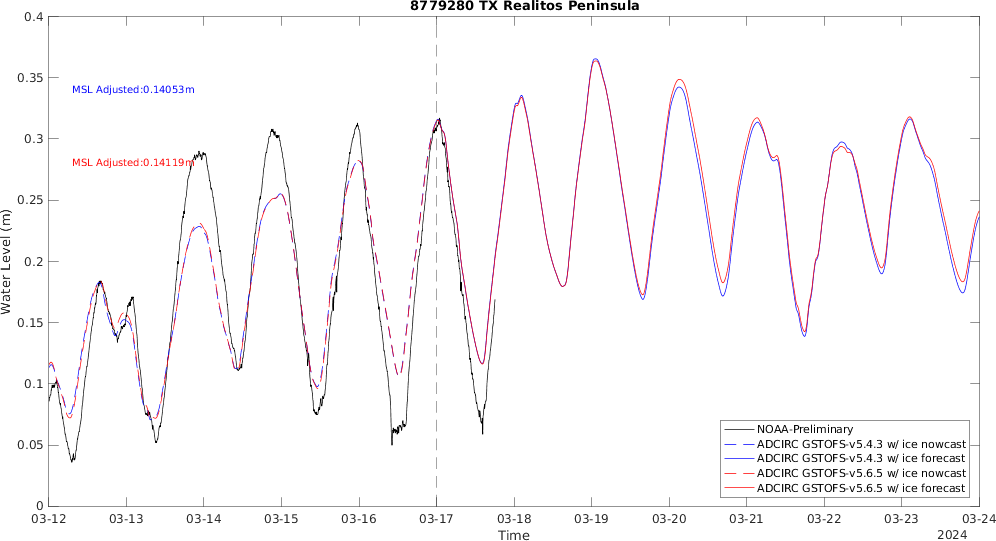 8779280 TX Realitos Peninsula
0.4
0.35
0.3
0.25
0.2
0.15
0.1
0.05
0
Water Level (m)
MSL Adjusted:0.14053m
MSL Adjusted:0.14119m
NOAA-Preliminary
ADCIRC GSTOFS-v5.4.3 w/ ice nowcast
ADCIRC GSTOFS-v5.4.3 w/ ice forecast
ADCIRC GSTOFS-v5.6.5 w/ ice nowcast
ADCIRC GSTOFS-v5.6.5 w/ ice forecast
03-12 03-13 03-14 03-15 03-16 03-17 03-18 03-19 03-20 03-21 03-22 03-23 03-24
Time
2024